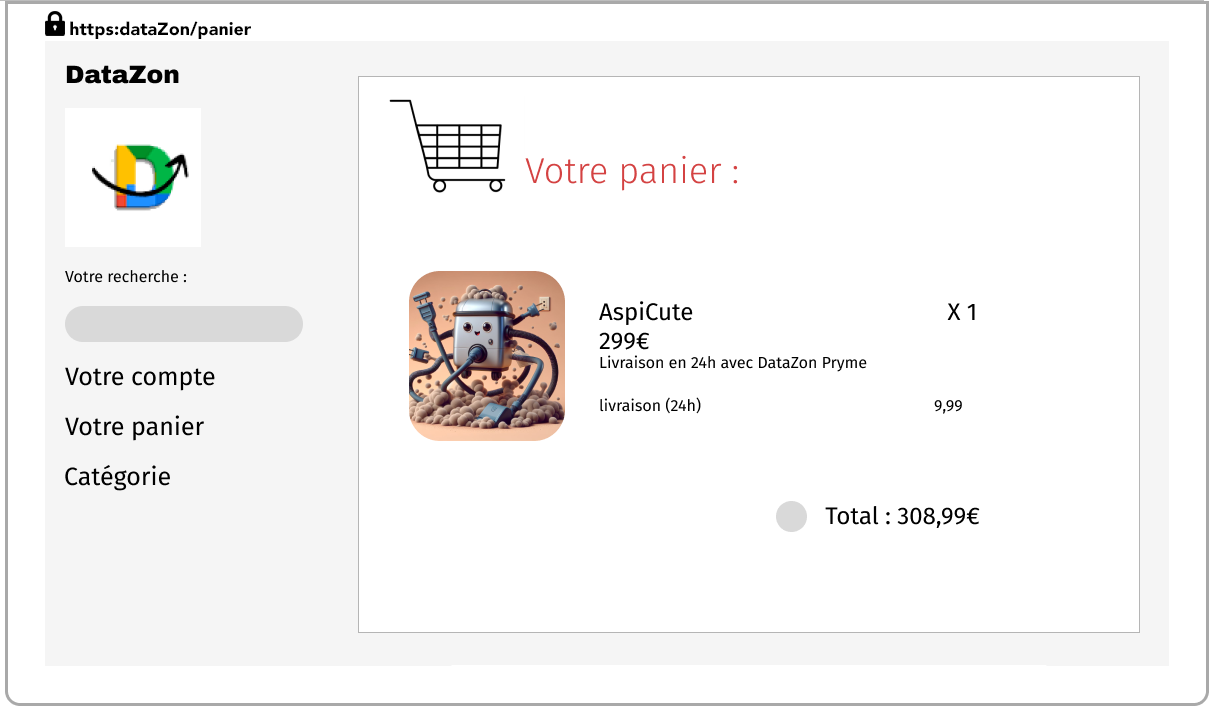 https:dataZon/panier
DataZon
D
Votre recherche :
Votre compte
Votre panier
Catégorie
Votre panier :
AspiCute X 1
299€
Livraison en 24h avec DataZon Pryme
livraison (24h) 9,99
Total : 308,99€